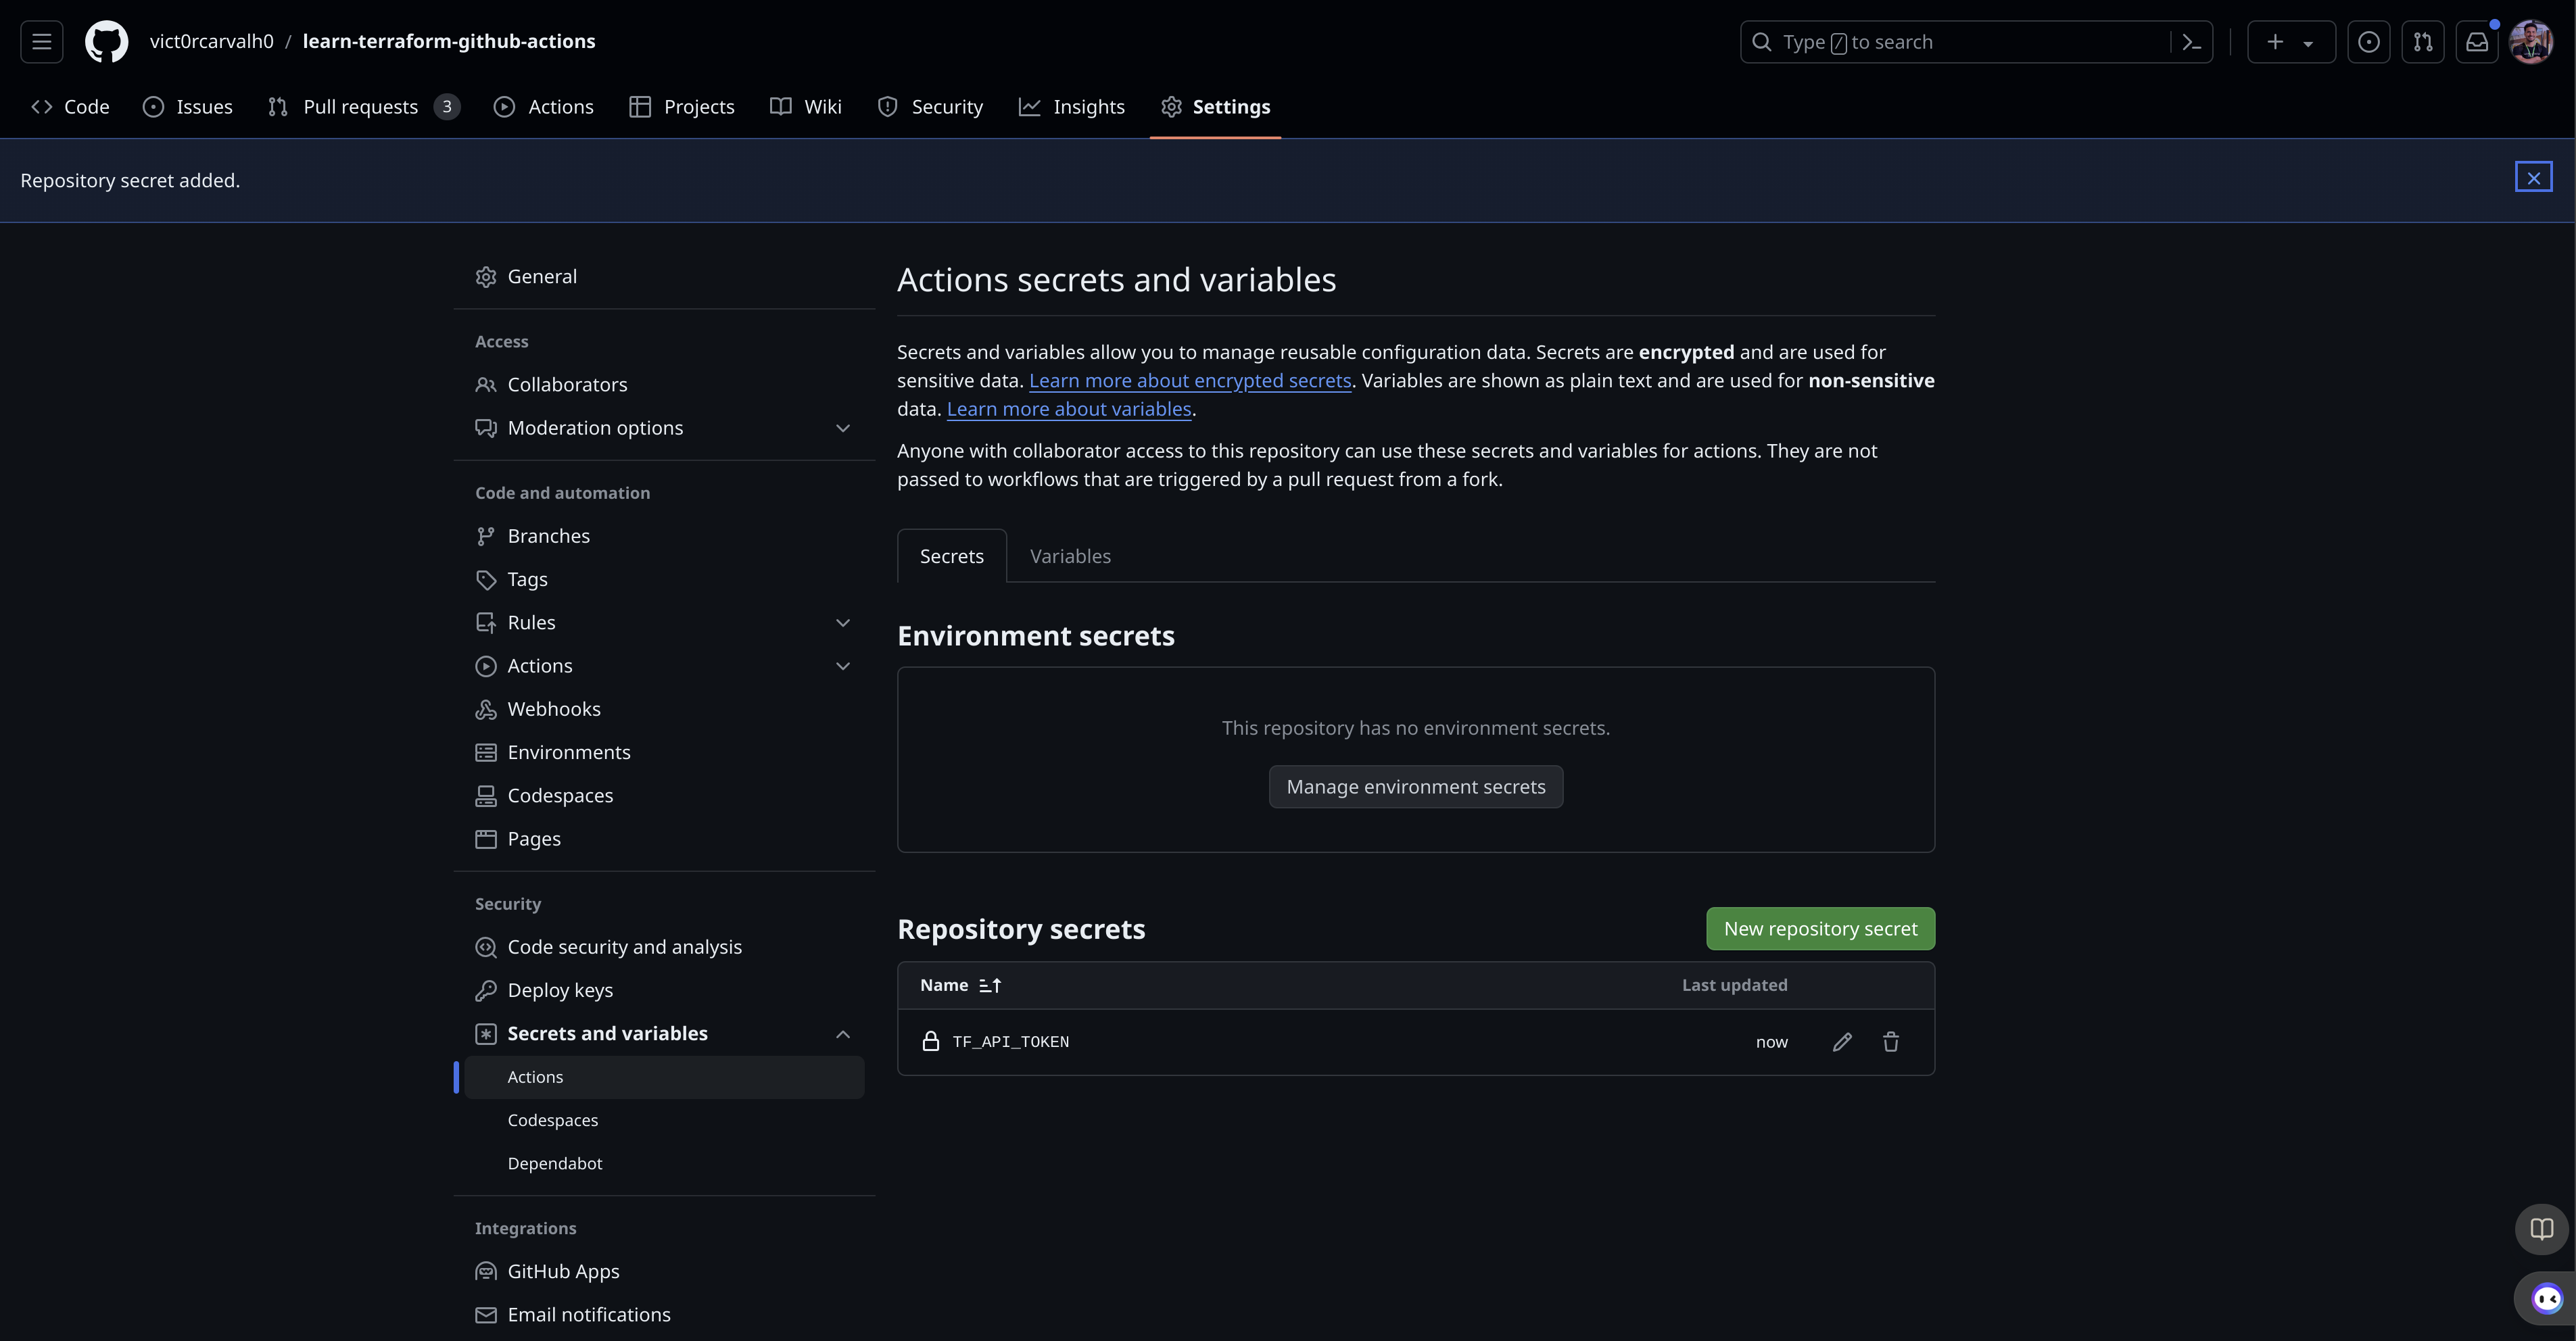 vict0rcarvalh0 / learn-terraform-github-actions
Type / to search
Code Issues Pull requests 3 Actions Projects Wiki Security Insights Settings
Repository secret added.
General
Access
Collaborators
Moderation options
Code and automation
Branches
Tags
Rules
Actions
Webhooks
Environments
Codespaces
Pages
Security
Code security and analysis
Deploy keys
Secrets and variables
Actions
Codespaces
Dependabot
Integrations
GitHub Apps
Email notifications
Actions secrets and variables
Secrets and variables allow you to manage reusable configuration data. Secrets are encrypted and are used for
sensitive data. Learn more about encrypted secrets. Variables are shown as plain text and are used for non-sensitive
data. Learn more about variables.
Anyone with collaborator access to this repository can use these secrets and variables for actions. They are not
passed to workflows that are triggered by a pull request from a fork.
Secrets Variables
Environment secrets
This repository has no environment secrets.
Manage environment secrets
Repository secrets New repository secret
Name Last updated
TF_API_TOKEN now